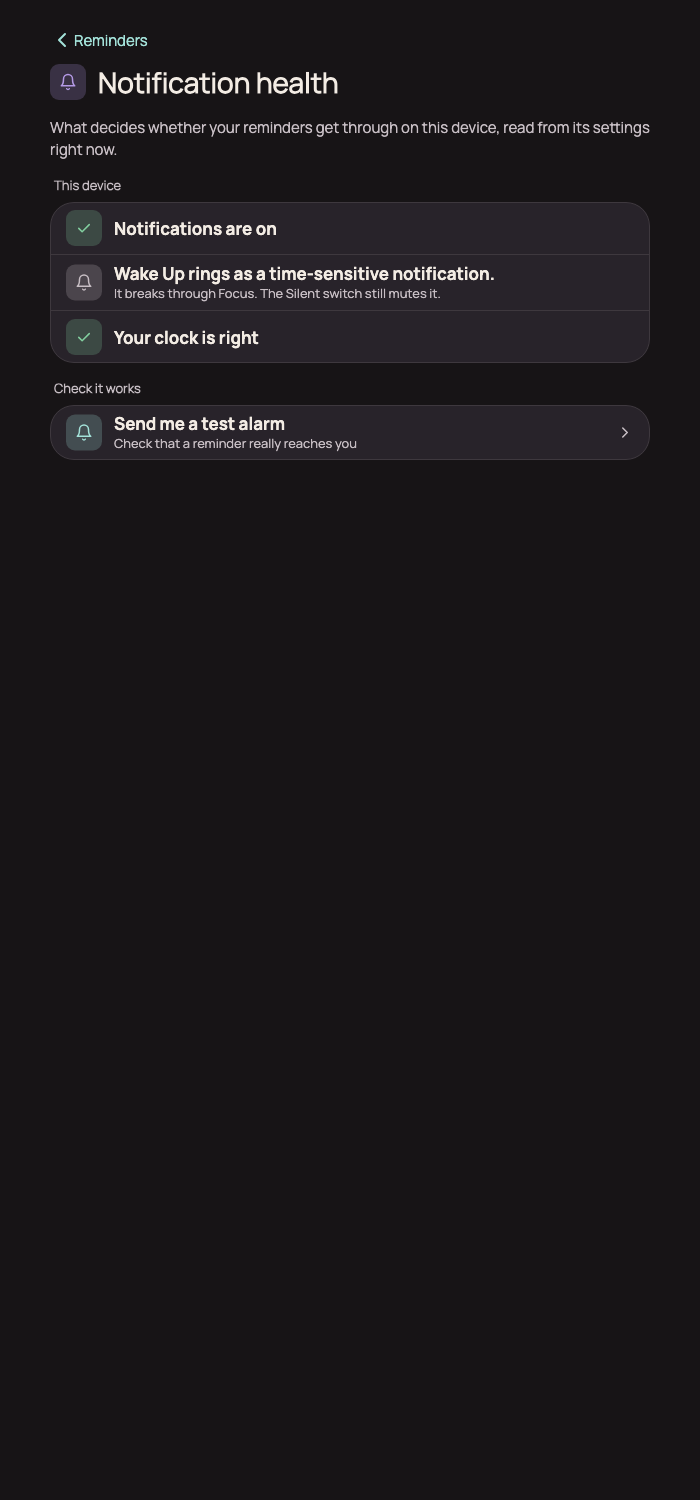 Reminders
Notification health
What decides whether your reminders get through on this device, read from its settings
right now.
This device
Notifications are on
Wake Up rings as a time-sensitive notification.
It breaks through Focus. The Silent switch still mutes it.
Your clock is right
Check it works
Send me a test alarm
Check that a reminder really reaches you